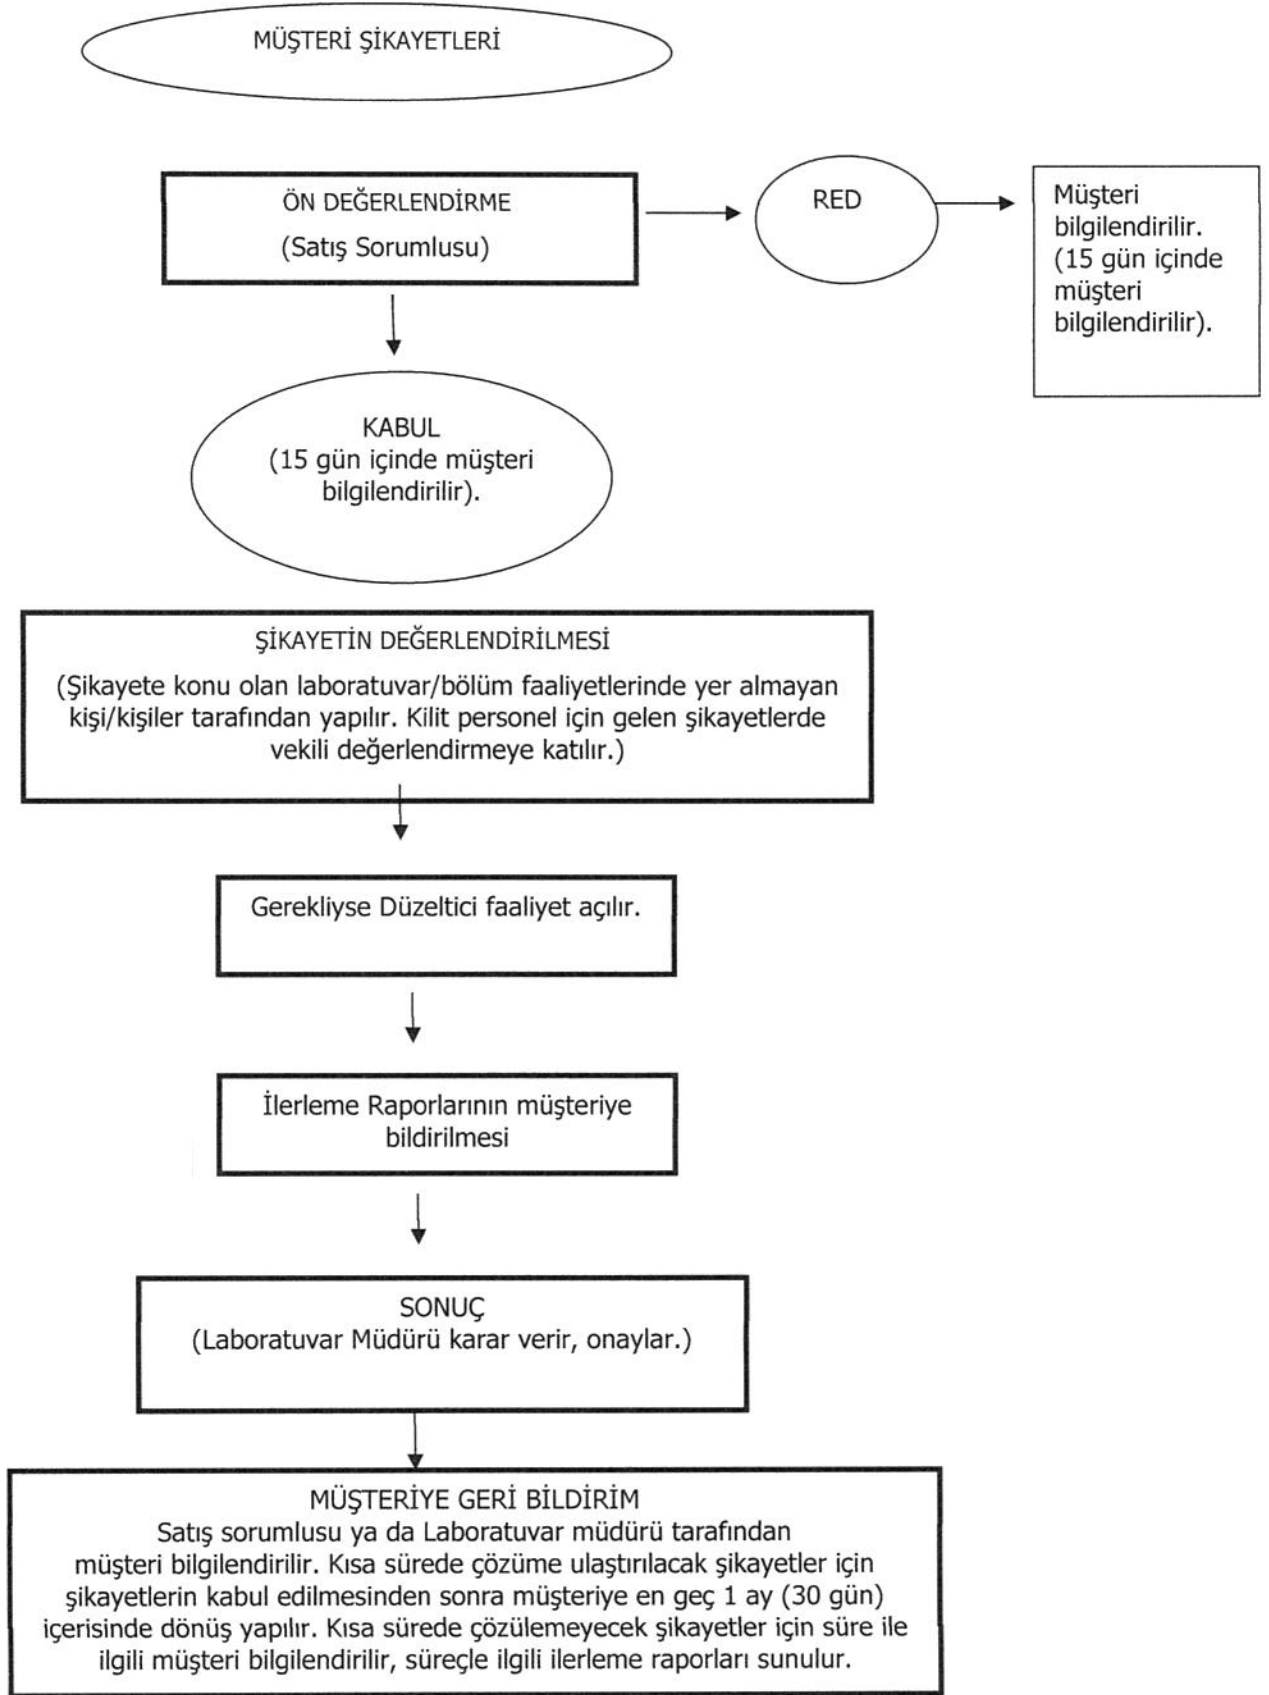 MÜŞTERİ ŞİKAYETLERİ
ÖN DEĞERLENDİRME
(Satış Sorumlusu)
RED
Müşteri
bilgilendirilir.
(15 gün içinde
müşteri
bilgilendirilir).
KABUL
(15 gün içinde müşteri
bilgilendirilir).
ŞİKAYETİN DEĞERLENDİRİLMESİ
(Şikayete konu olan laboratuvar/bölüm faaliyetlerinde yer almayan
kişi/kişiler tarafından yapılır. Kilit personel için gelen şikayetlerde
vekili değerlendirmeye katılır.)
Gerekliyse Düzeltici faaliyet açılır.
İlerleme Raporlarının müşteriye
bildirilmesi
SONUÇ
(Laboratuvar Müdürü karar verir, onaylar.)
MÜŞTERİYE GERİ BİLDİRİM
Satış sorumlusu ya da Laboratuvar müdürü tarafından
müşteri bilgilendirilir. Kısa sürede çözüme ulaştırılacak şikayetler için
şikayetlerin kabul edilmesinden sonra müşteriye en geç 1 ay (30 gün)
içerisinde dönüş yapılır. Kısa sürede çözülemeyecek şikayetler için süre ile
ilgili müşteri bilgilendirilir, süreçle ilgili ilerleme raporları sunulur.